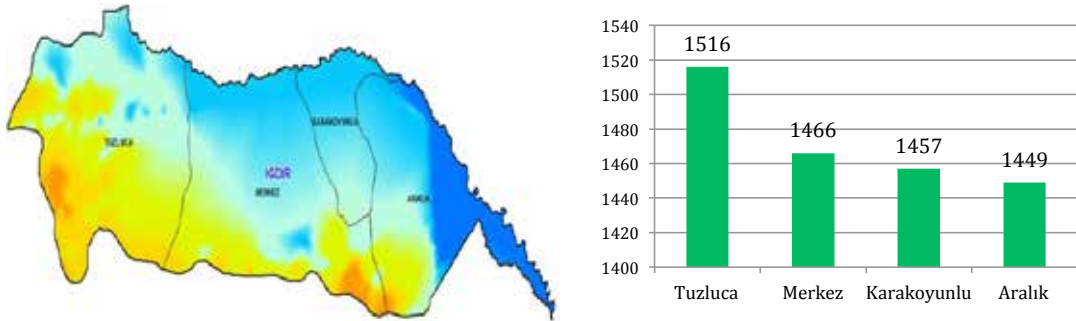 TUZLUCA
IGDIR
MERKEZ
KARAKOYUNLU
ARALIK
1540
1520
1500
1480
1460
1440
1420
1400
1516
1466
1457
1449
Tuzluca
Merkez
Karakoyunlu
Aralık